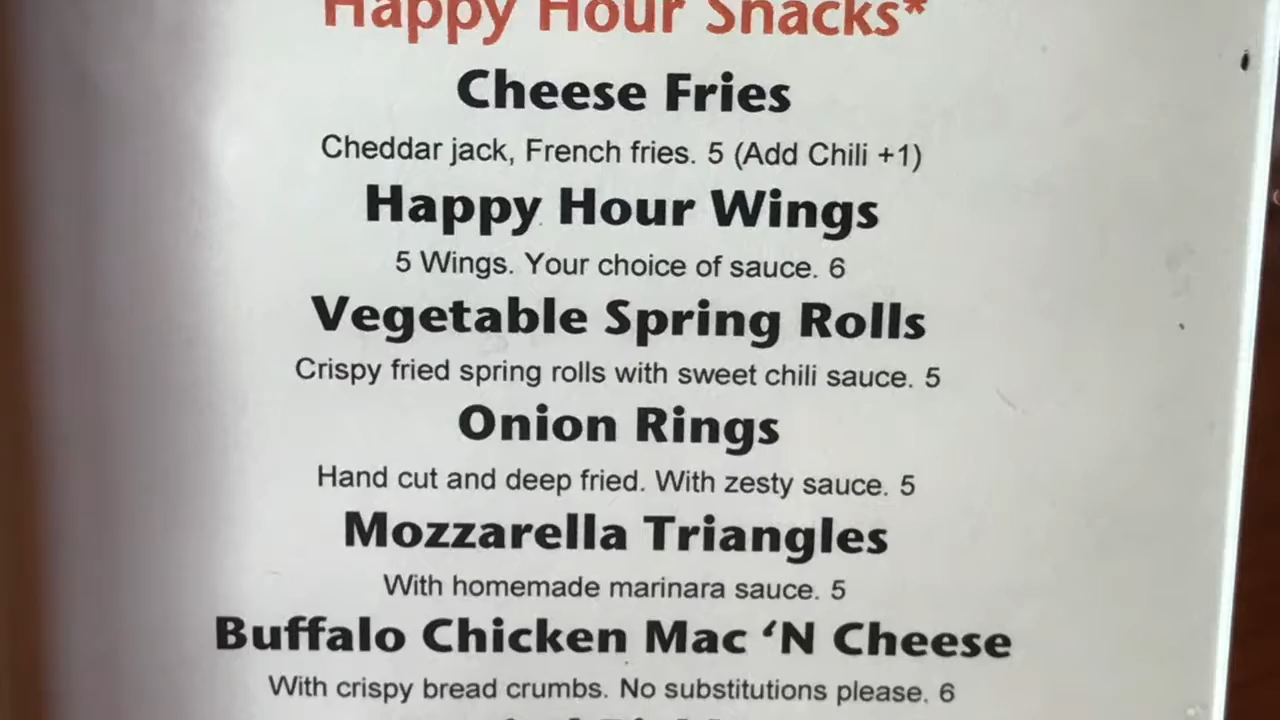 Happy Hour Snacks*
Cheese Fries
Cheddar jack, French fries. 5 (Add Chili +1)
Happy Hour Wings
5 Wings. Your choice of sauce. 6
Vegetable Spring Rolls
Crispy fried spring rolls with sweet chili sauce. 5
Onion Rings
Hand cut and deep fried. With zesty sauce. 5
Mozzarella Triangles
With homemade marinara sauce. 5
Buffalo Chicken Mac ‘N Cheese
With crispy bread crumbs. No substitutions please. 6